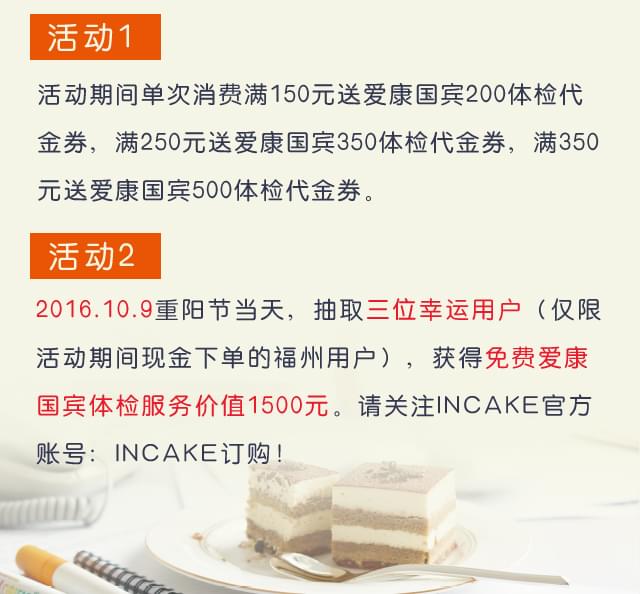 活动1
活动期间单次消费满150元送爱康国宾200体检代
金券，满250元送爱康国宾350体检代金券，满350
元送爱康国宾500体检代金券。
活动2
2016.10.9重阳节当天，抽取三位幸运用户（仅限
活动期间现金下单的福州用户），获得免费爱康
国宾体检服务价值1500元。请关注INCAKE官方
账号：INCAKE订购！